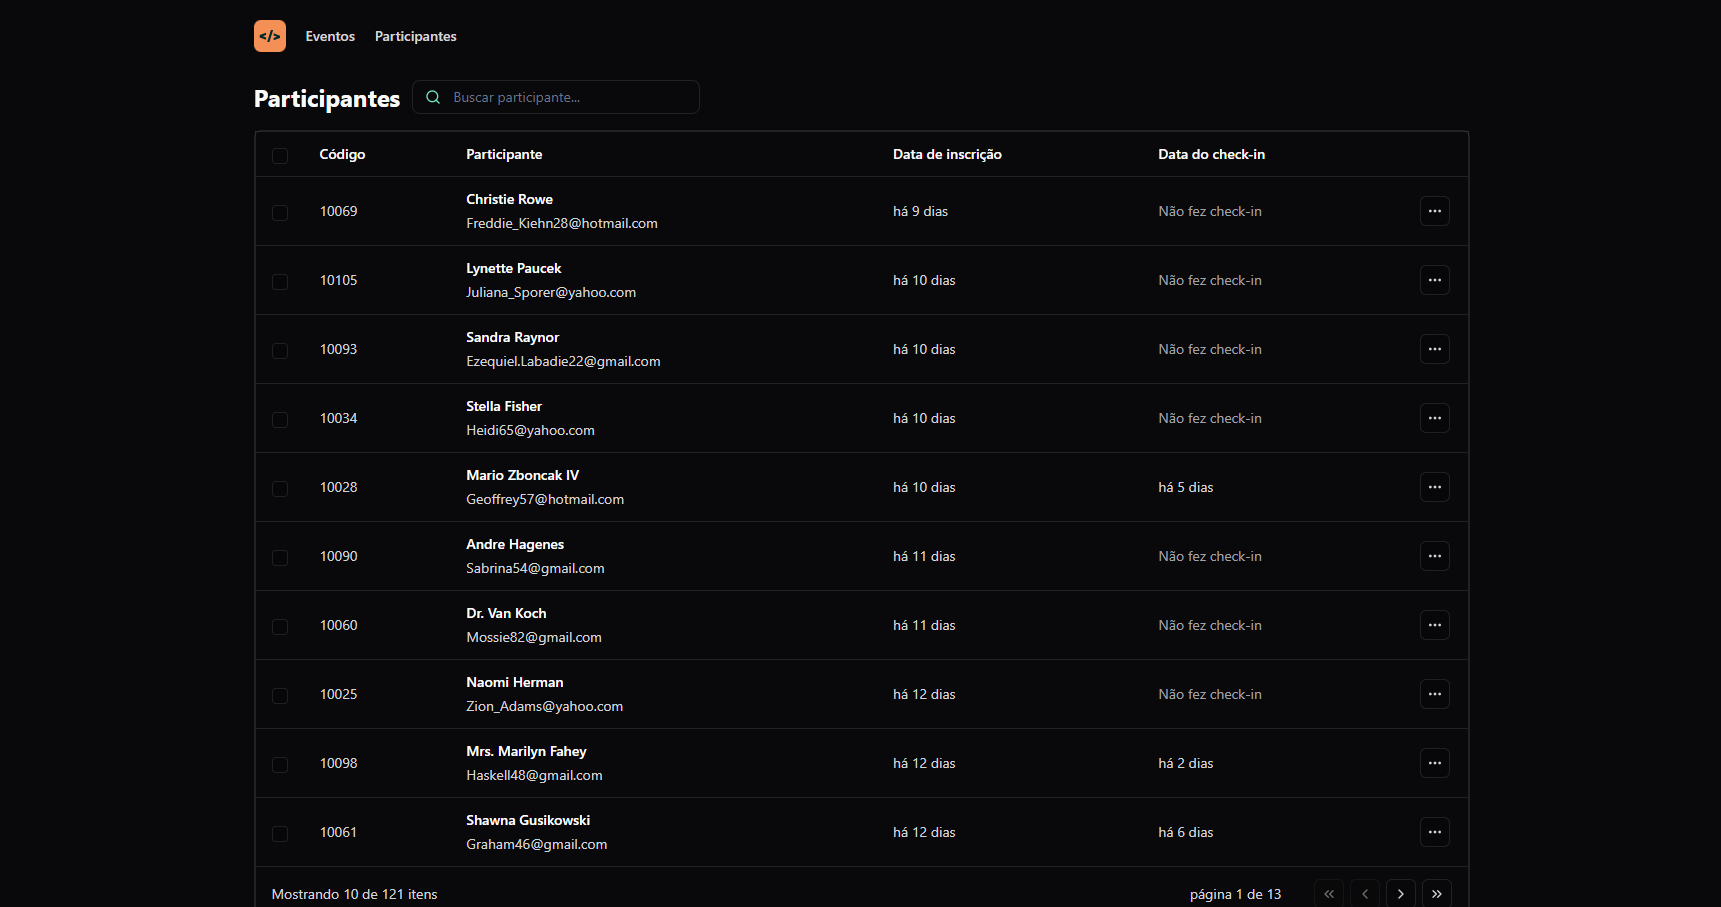 </> Eventos Participantes
Participantes Buscar participante...
Código Participante Data de inscrição Data do check-in
Christie Rowe
10069 há 9 dias Não fez check-in
Freddie_Kiehn28@hotmail.com
Lynette Paucek
10105 há 10 dias Não fez check-in
Juliana_Sporer@yahoo.com
Sandra Raynor
10093 há 10 dias Não fez check-in
Ezequiel.Labadie22@gmail.com
Stella Fisher
10034 há 10 dias Não fez check-in
Heidi65@yahoo.com
Mario Zboncak IV
10028 há 10 dias há 5 dias
Geoffrey57@hotmail.com
Andre Hagenes
10090 há 11 dias Não fez check-in
Sabrina54@gmail.com
Dr. Van Koch
10060 há 11 dias Não fez check-in
Mossie82@gmail.com
Naomi Herman
10025 há 12 dias Não fez check-in
Zion_Adams@yahoo.com
Mrs. Marilyn Fahey
10098 há 12 dias há 2 dias
Haskell48@gmail.com
Shawna Gusikowski
10061 há 12 dias há 6 dias
Graham46@gmail.com
Mostrando 10 de 121 itens página 1 de 13